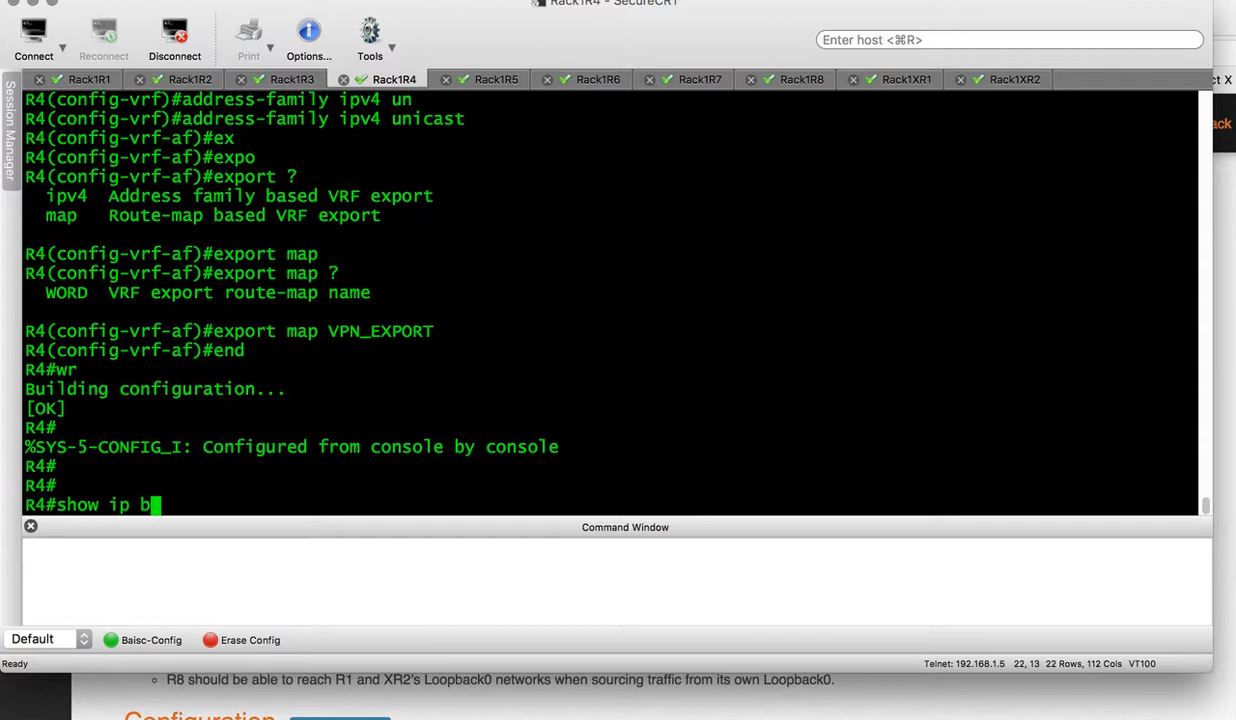 Rack1R4 - SecureCRT
Connect
Reconnect
Disconnect
Print
Options...
Tools
Enter host <⌘R>
Rack1R1
Rack1R2
Rack1R3
Rack1R4
Rack1R5
Rack1R6
Rack1R7
Rack1R8
Rack1XR1
Rack1XR2
ct X
ack
Session Manager
R4(config-vrf)#address-family ipv4 un
R4(config-vrf)#address-family ipv4 unicast
R4(config-vrf-af)#ex
R4(config-vrf-af)#expo
R4(config-vrf-af)#export ?
ipv4 Address family based VRF export
map Route-map based VRF export
R4(config-vrf-af)#export map
R4(config-vrf-af)#export map ?
WORD VRF export route-map name
R4(config-vrf-af)#export map VPN_EXPORT
R4(config-vrf-af)#end
R4#wr
Building configuration...
[OK]
R4#
%SYS-5-CONFIG_I: Configured from console by console
R4#
R4#
R4#show ip b
Command Window
Default
Baisc-Config
Erase Config
Ready
Telnet: 192.168.1.5 22, 13 22 Rows, 112 Cols VT100
R8 should be able to reach R1 and XR2's Loopback0 networks when sourcing traffic from its own Loopback0.
Configuration